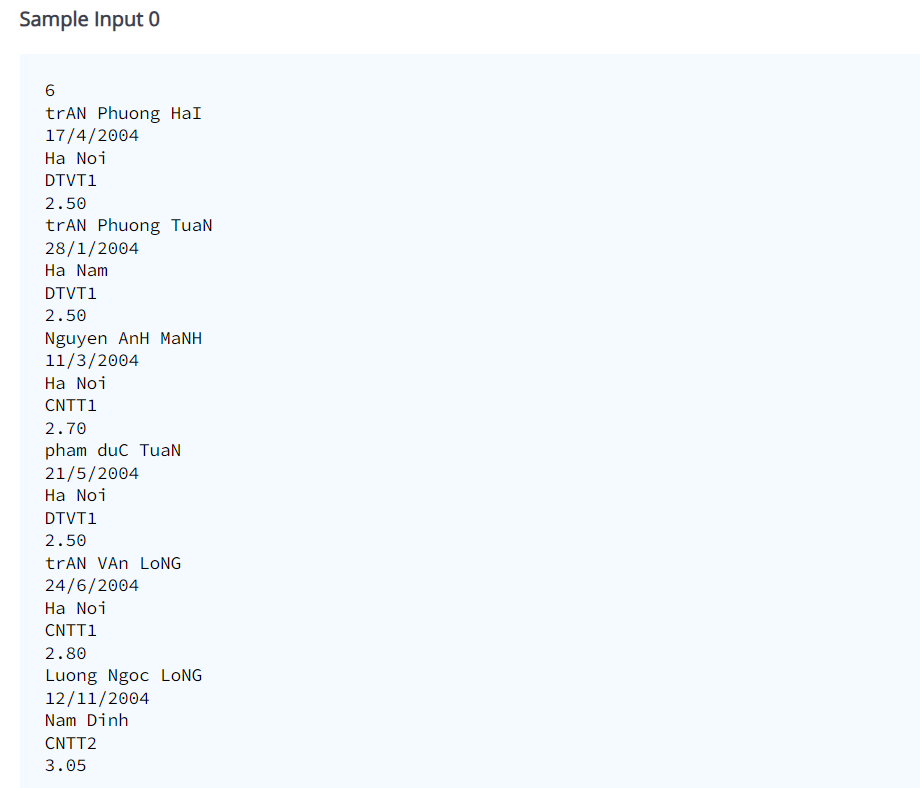 Sample Input 0
6
trAN Phuong HaI
17/4/2004
Ha Noi
DTVT1
2.50
trAN Phuong TuaN
28/1/2004
Ha Nam
DTVT1
2.50
Nguyen AnH MaNH
11/3/2004
Ha Noi
CNTT1
2.70
pham duC TuaN
21/5/2004
Ha Noi
DTVT1
2.50
trAN VAn LoNG
24/6/2004
Ha Noi
CNTT1
2.80
Luong Ngoc LoNG
12/11/2004
Nam Dinh
CNTT2
3.05